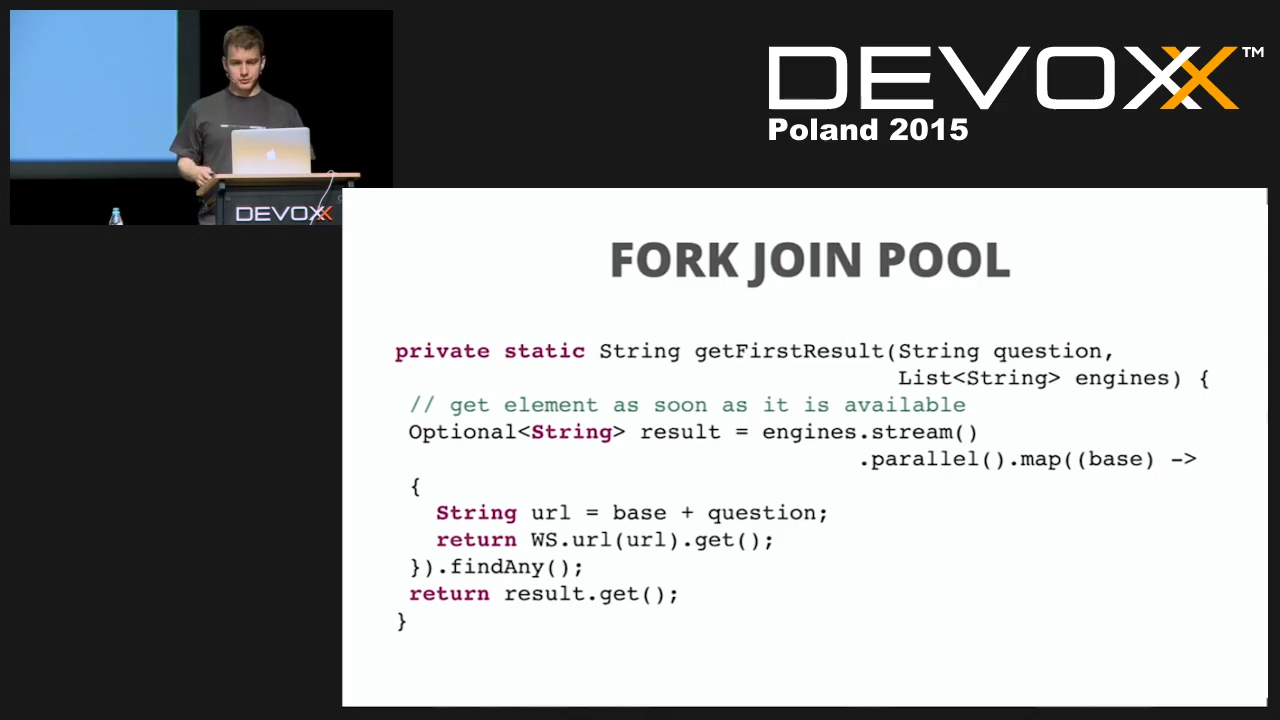 DEVOXX™
Poland 2015
DEVOXX
FORK JOIN POOL
private static String getFirstResult(String question,
List<String> engines) {
// get element as soon as it is available
Optional<String> result = engines.stream()
.parallel().map((base) ->
{
String url = base + question;
return WS.url(url).get();
}).findAny();
return result.get();
}